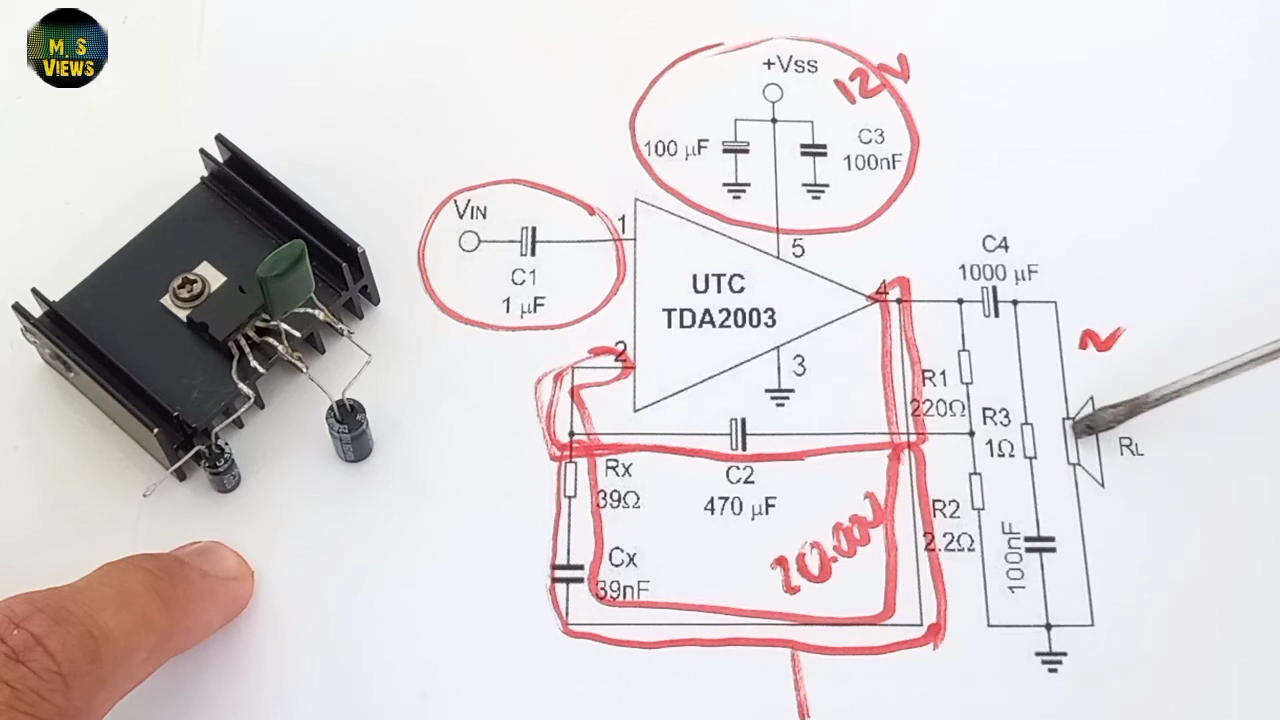 M.S
VIEWS
+Vss
12V
100 µF
C3
100nF
VIN
C1
1 µF
1
5
UTC
TDA2003
4
2
3
C4
1000 µF
R1
220Ω
R3
1Ω
RL
C2
470 µF
Rx
39Ω
R2
2.2Ω
Cx
39nF
100nF